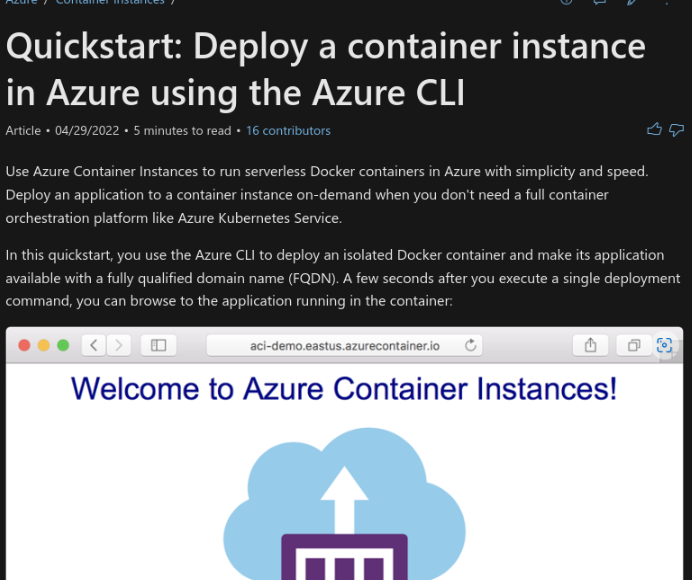 Azure / Container Instances /
Quickstart: Deploy a container instance
in Azure using the Azure CLI
Article • 04/29/2022 • 5 minutes to read • 16 contributors
Use Azure Container Instances to run serverless Docker containers in Azure with simplicity and speed.
Deploy an application to a container instance on-demand when you don't need a full container
orchestration platform like Azure Kubernetes Service.
In this quickstart, you use the Azure CLI to deploy an isolated Docker container and make its application
available with a fully qualified domain name (FQDN). A few seconds after you execute a single deployment
command, you can browse to the application running in the container:
aci-demo.eastus.azurecontainer.io
Welcome to Azure Container Instances!